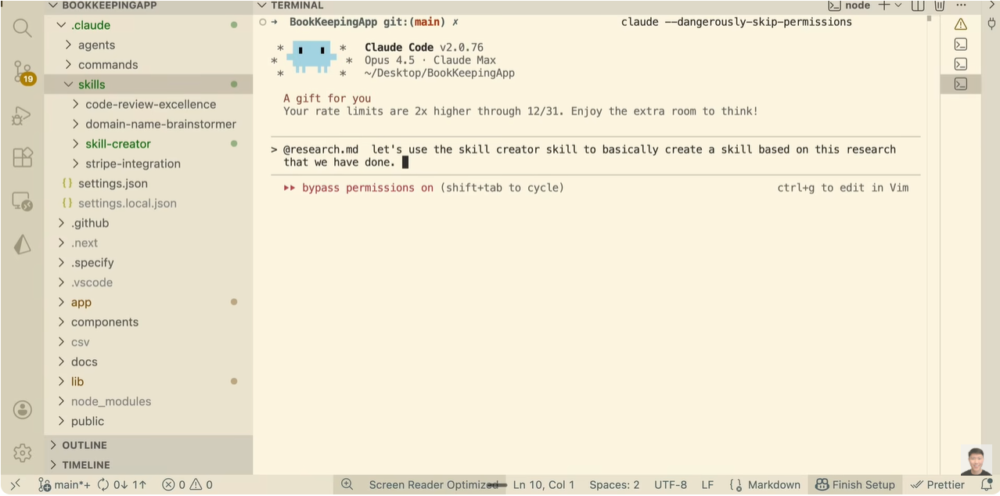 BOOKKEEPINGAPP
.claude
agents
commands
skills
code-review-excellence
domain-name-brainstormer
skill-creator
stripe-integration
settings.json
settings.local.json
.github
.next
.specify
.vscode
app
components
csv
docs
lib
node_modules
public
OUTLINE
TIMELINE
19
TERMINAL
node
BookKeepingApp git:(main) ✗ claude --dangerously-skip-permissions
Claude Code v2.0.76
Opus 4.5 · Claude Max
~/Desktop/BookKeepingApp
A gift for you
Your rate limits are 2x higher through 12/31. Enjoy the extra room to think!
> @research.md let's use the skill creator skill to basically create a skill based on this research
that we have done.
bypass permissions on (shift+tab to cycle) ctrl+g to edit in Vim
main*+ 0↓ 1↑ 0 0 Screen Reader Optimized Ln 10, Col 1 Spaces: 2 UTF-8 LF {} Markdown Finish Setup Prettier